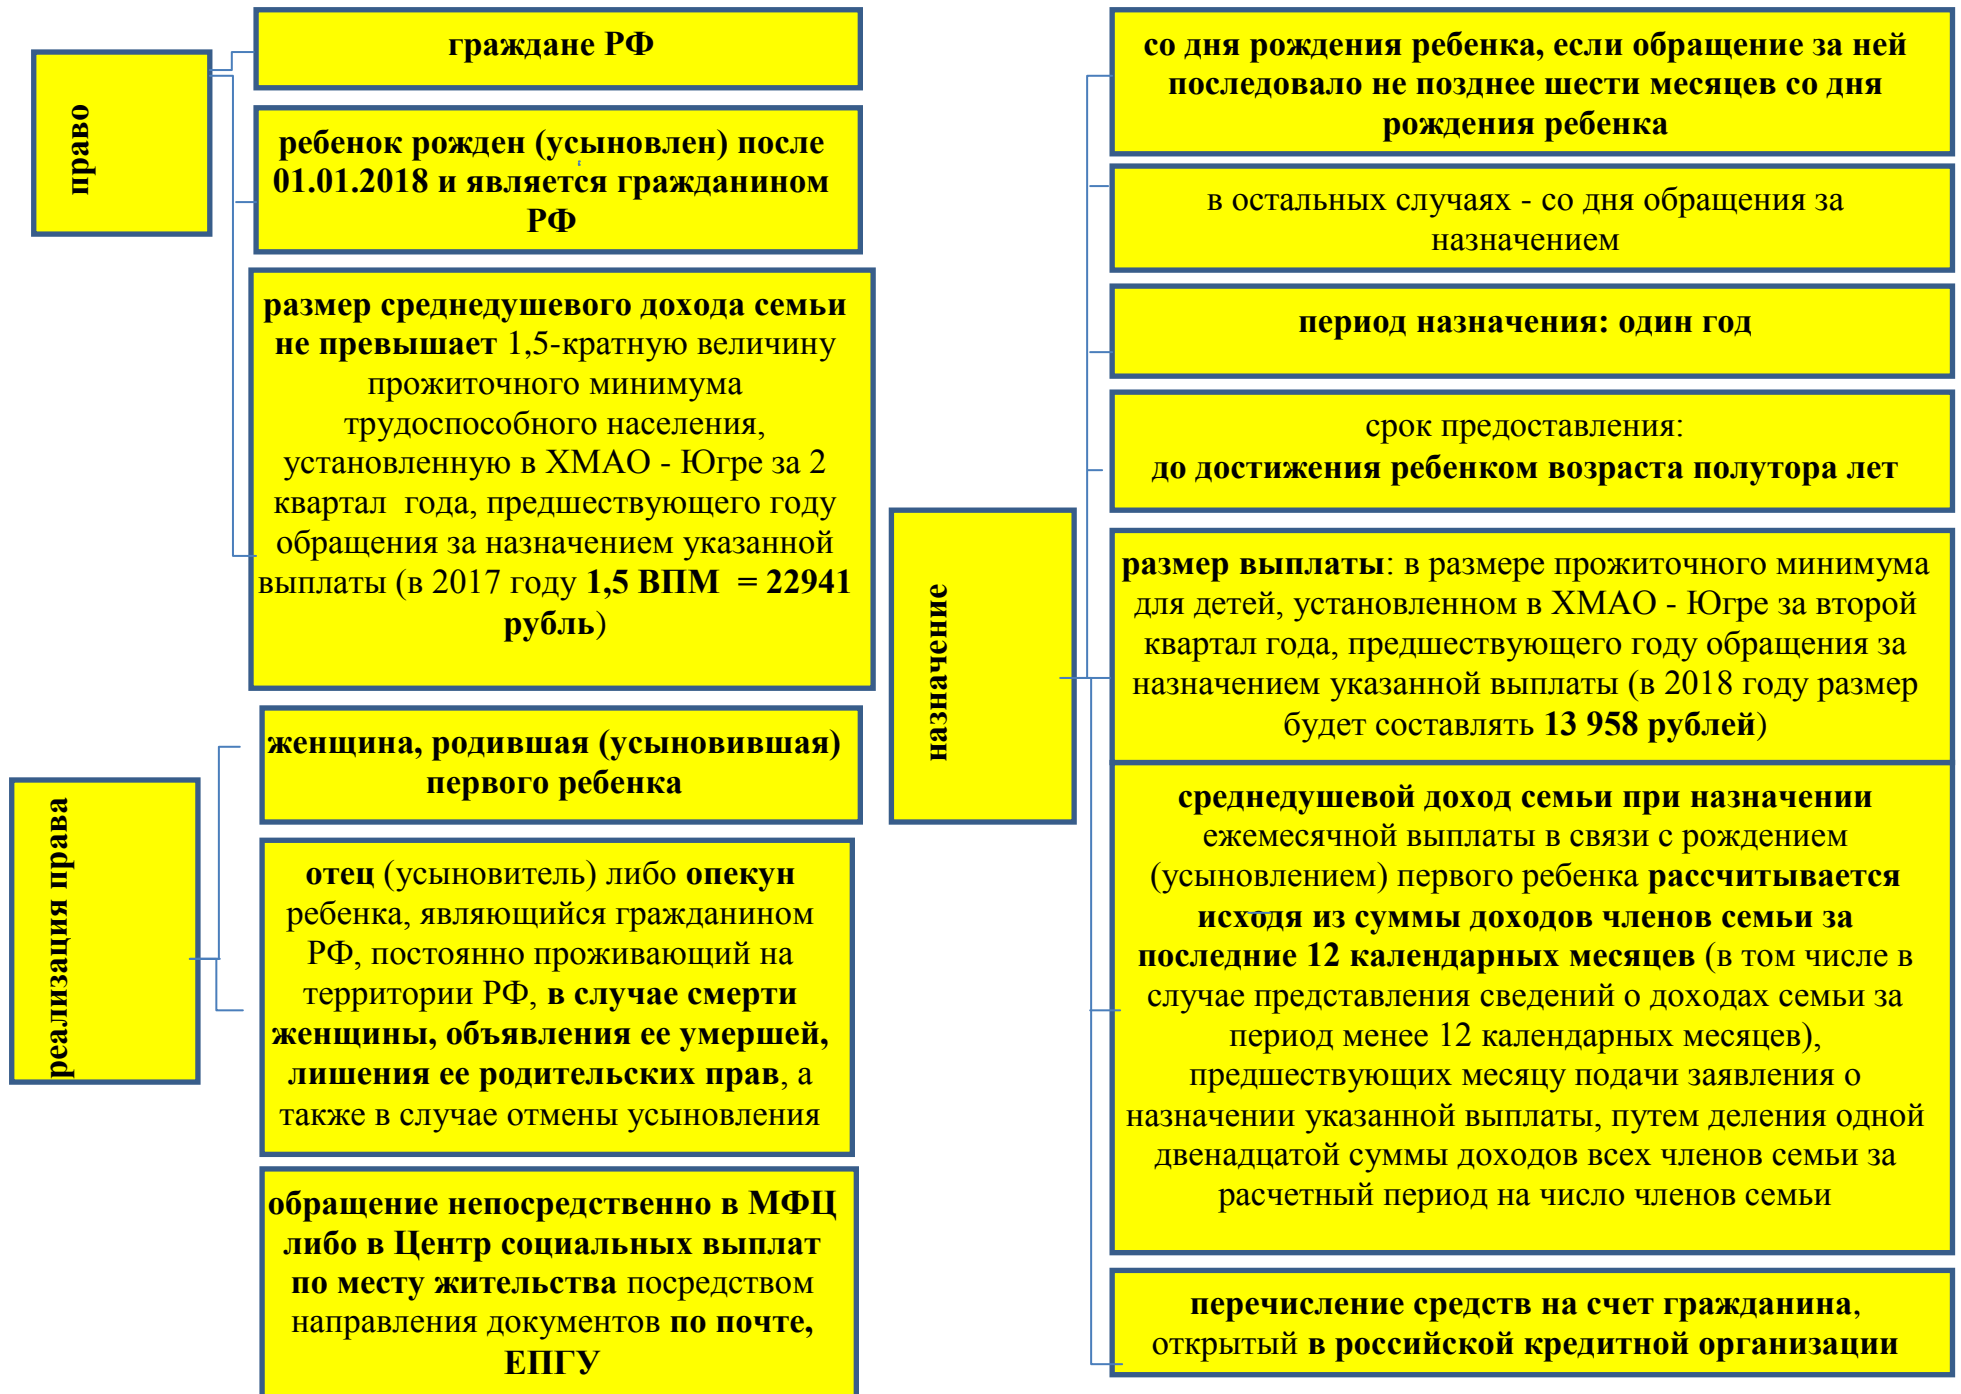 право
граждане РФ
ребенок рожден (усыновлен) после
01.01.2018 и является гражданином
РФ
размер среднедушевого дохода семьи
не превышает 1,5-кратную величину
прожиточного минимума
трудоспособного населения,
установленную в ХМАО - Югре за 2
квартал года, предшествующего году
обращения за назначением указанной
выплаты (в 2017 году 1,5 ВПМ = 22941
рубль)
реализация права
женщина, родившая (усыновившая)
первого ребенка
отец (усыновитель) либо опекун
ребенка, являющийся гражданином
РФ, постоянно проживающий на
территории РФ, в случае смерти
женщины, объявления ее умершей,
лишения ее родительских прав, а
также в случае отмены усыновления
обращение непосредственно в МФЦ
либо в Центр социальных выплат
по месту жительства посредством
направления документов по почте,
ЕПГУ
назначение
со дня рождения ребенка, если обращение за ней
последовало не позднее шести месяцев со дня
рождения ребенка
в остальных случаях - со дня обращения за
назначением
период назначения: один год
срок предоставления:
до достижения ребенком возраста полутора лет
размер выплаты: в размере прожиточного минимума
для детей, установленном в ХМАО - Югре за второй
квартал года, предшествующего году обращения за
назначением указанной выплаты (в 2018 году размер
будет составлять 13 958 рублей)
среднедушевой доход семьи при назначении
ежемесячной выплаты в связи с рождением
(усыновлением) первого ребенка рассчитывается
исходя из суммы доходов членов семьи за
последние 12 календарных месяцев (в том числе в
случае представления сведений о доходах семьи за
период менее 12 календарных месяцев),
предшествующих месяцу подачи заявления о
назначении указанной выплаты, путем деления одной
двенадцатой суммы доходов всех членов семьи за
расчетный период на число членов семьи
перечисление средств на счет гражданина,
открытый в российской кредитной организации